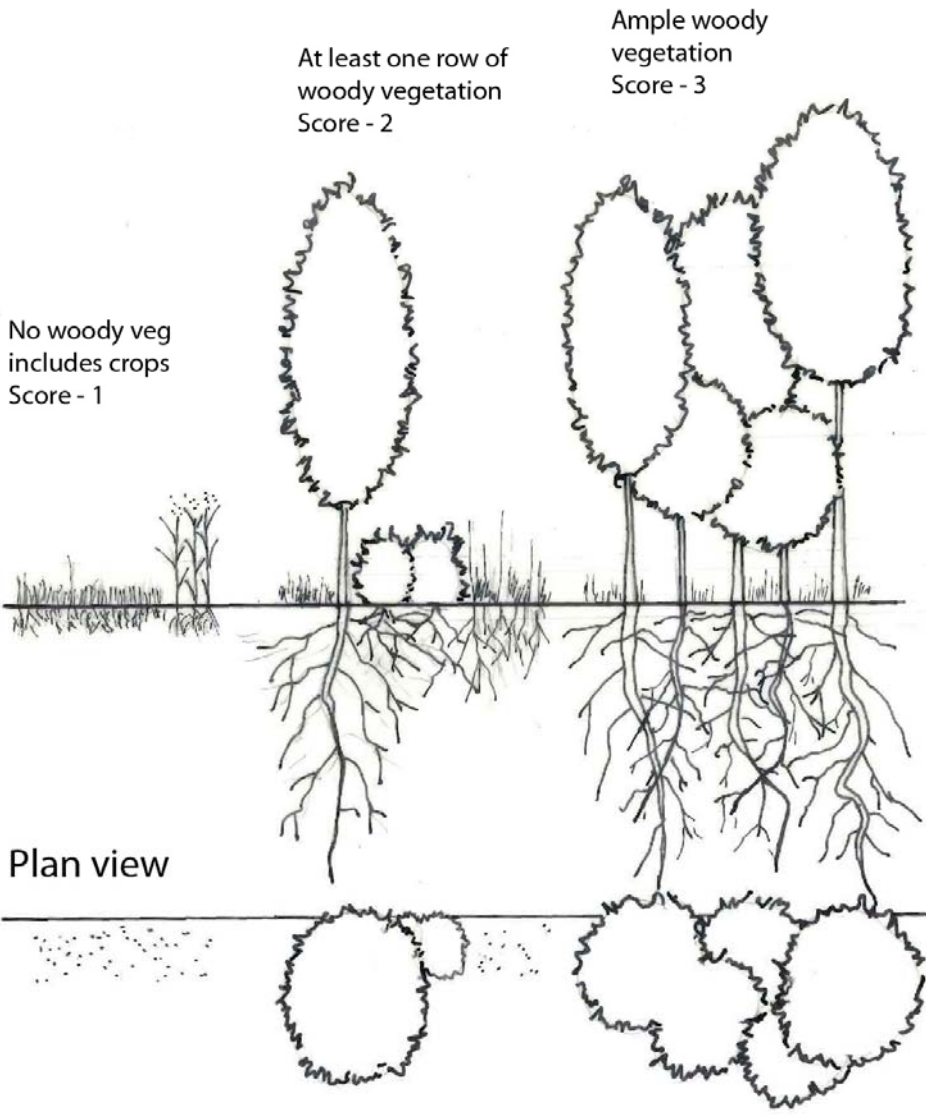 At least one row of
woody vegetation
Score - 2
Ample woody
vegetation
Score - 3
No woody veg
includes crops
Score - 1
Plan view